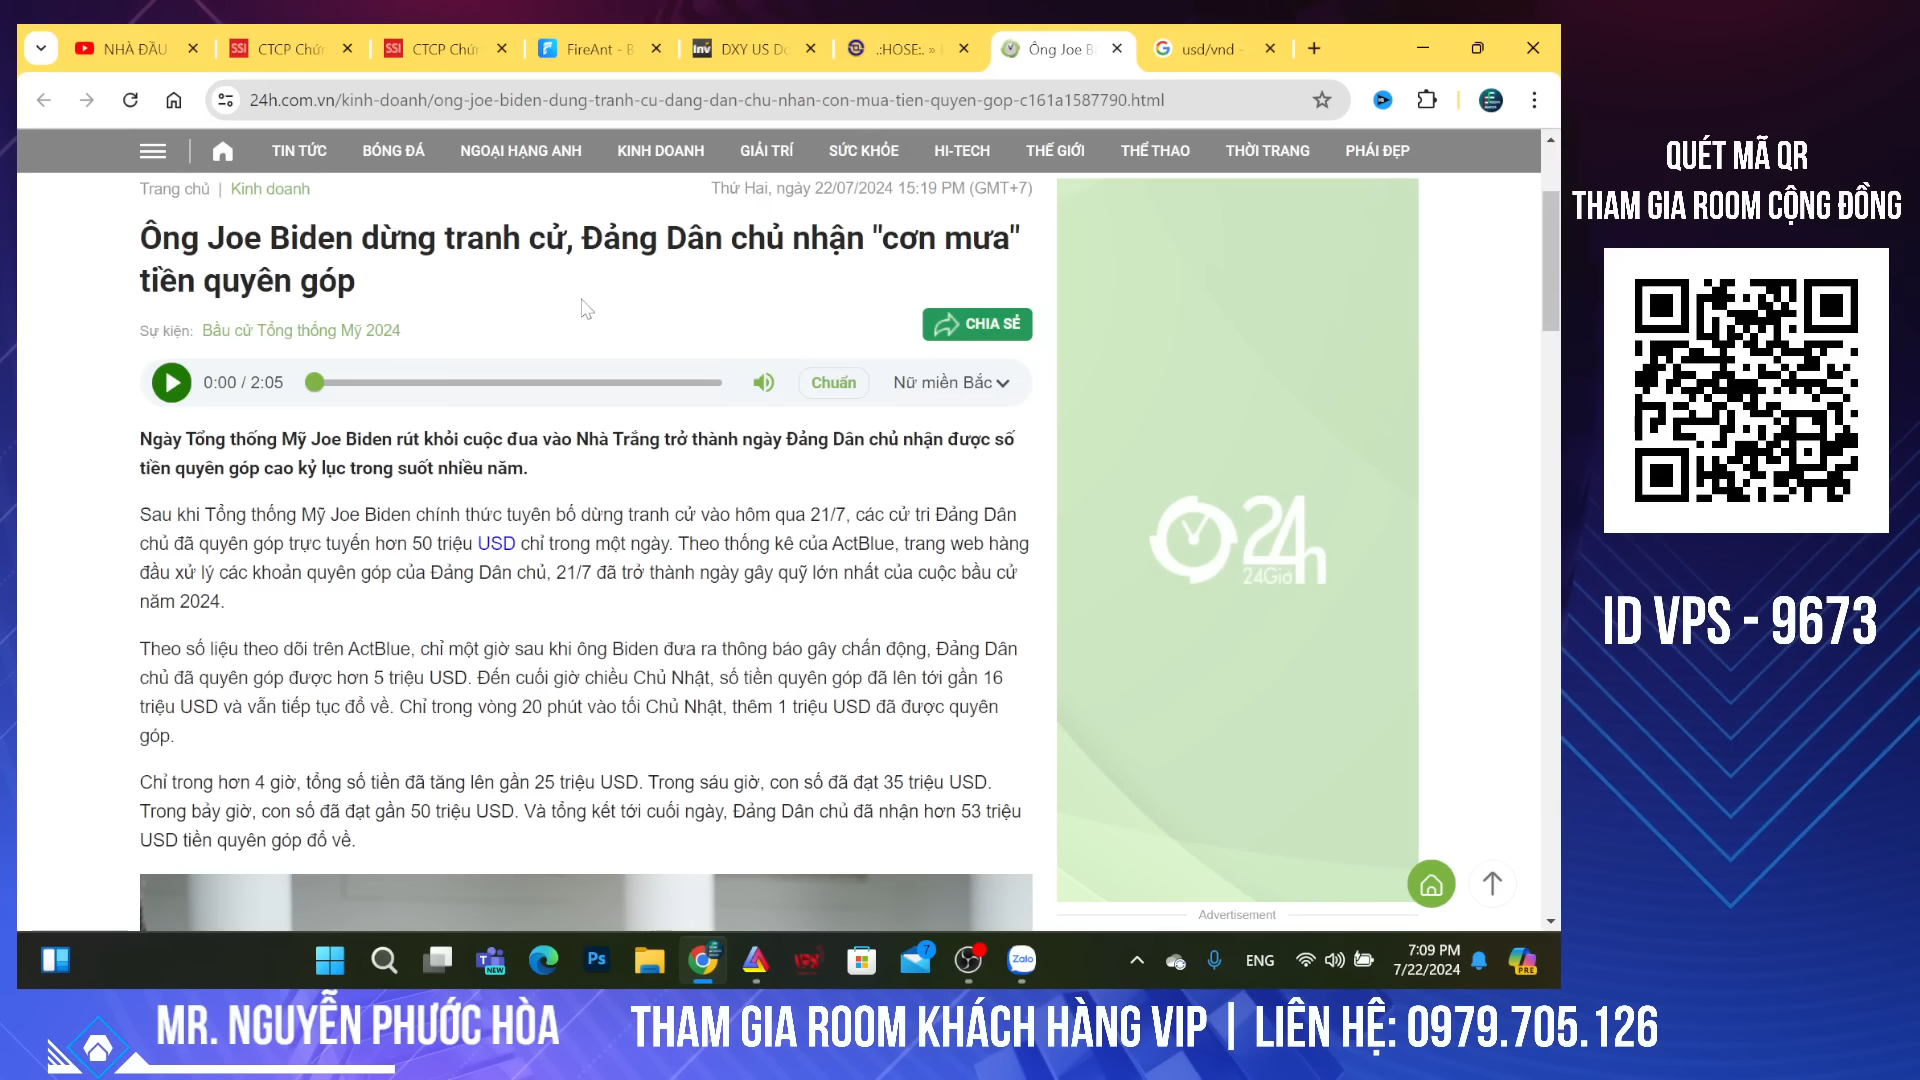 NHÀ ĐẦU
CTCP Chứn
CTCP Chứn
FireAnt - B
DXY US Do
.:HOSE:. »
Ông Joe Bi
usd/vnd -
24h.com.vn/kinh-doanh/ong-joe-biden-dung-tranh-cu-dang-dan-chu-nhan-con-mua-tien-quyen-gop-c161a1587790.html
TIN TỨC BÓNG ĐÁ NGOẠI HẠNG ANH KINH DOANH GIẢI TRÍ SỨC KHỎE HI-TECH THẾ GIỚI THỂ THAO THỜI TRANG PHÁI ĐẸP
Trang chủ | Kinh doanh
Thứ Hai, ngày 22/07/2024 15:19 PM (GMT+7)
Ông Joe Biden dừng tranh cử, Đảng Dân chủ nhận "cơn mưa"
tiền quyên góp
Sự kiện: Bầu cử Tổng thống Mỹ 2024
CHIA SẺ
0:00 / 2:05
Chuẩn
Nữ miền Bắc
Ngày Tổng thống Mỹ Joe Biden rút khỏi cuộc đua vào Nhà Trắng trở thành ngày Đảng Dân chủ nhận được số
tiền quyên góp cao kỷ lục trong suốt nhiều năm.
Sau khi Tổng thống Mỹ Joe Biden chính thức tuyên bố dừng tranh cử vào hôm qua 21/7, các cử tri Đảng Dân
chủ đã quyên góp trực tuyến hơn 50 triệu USD chỉ trong một ngày. Theo thống kê của ActBlue, trang web hàng
đầu xử lý các khoản quyên góp của Đảng Dân chủ, 21/7 đã trở thành ngày gây quỹ lớn nhất của cuộc bầu cử
năm 2024.
Theo số liệu theo dõi trên ActBlue, chỉ một giờ sau khi ông Biden đưa ra thông báo gây chấn động, Đảng Dân
chủ đã quyên góp được hơn 5 triệu USD. Đến cuối giờ chiều Chủ Nhật, số tiền quyên góp đã lên tới gần 16
triệu USD và vẫn tiếp tục đổ về. Chỉ trong vòng 20 phút vào tối Chủ Nhật, thêm 1 triệu USD đã được quyên
góp.
Chỉ trong hơn 4 giờ, tổng số tiền đã tăng lên gần 25 triệu USD. Trong sáu giờ, con số đã đạt 35 triệu USD.
Trong bảy giờ, con số đã đạt gần 50 triệu USD. Và tổng kết tới cuối ngày, Đảng Dân chủ đã nhận hơn 53 triệu
USD tiền quyên góp đổ về.
24h
24Giờ
Advertisement
ENG
7:09 PM
7/22/2024
QUÉT MÃ QR
THAM GIA ROOM CỘNG ĐỒNG
ID VPS - 9673
MR. NGUYỄN PHƯỚC HÒA
THAM GIA ROOM KHÁCH HÀNG VIP | LIÊN HỆ: 0979.705.126